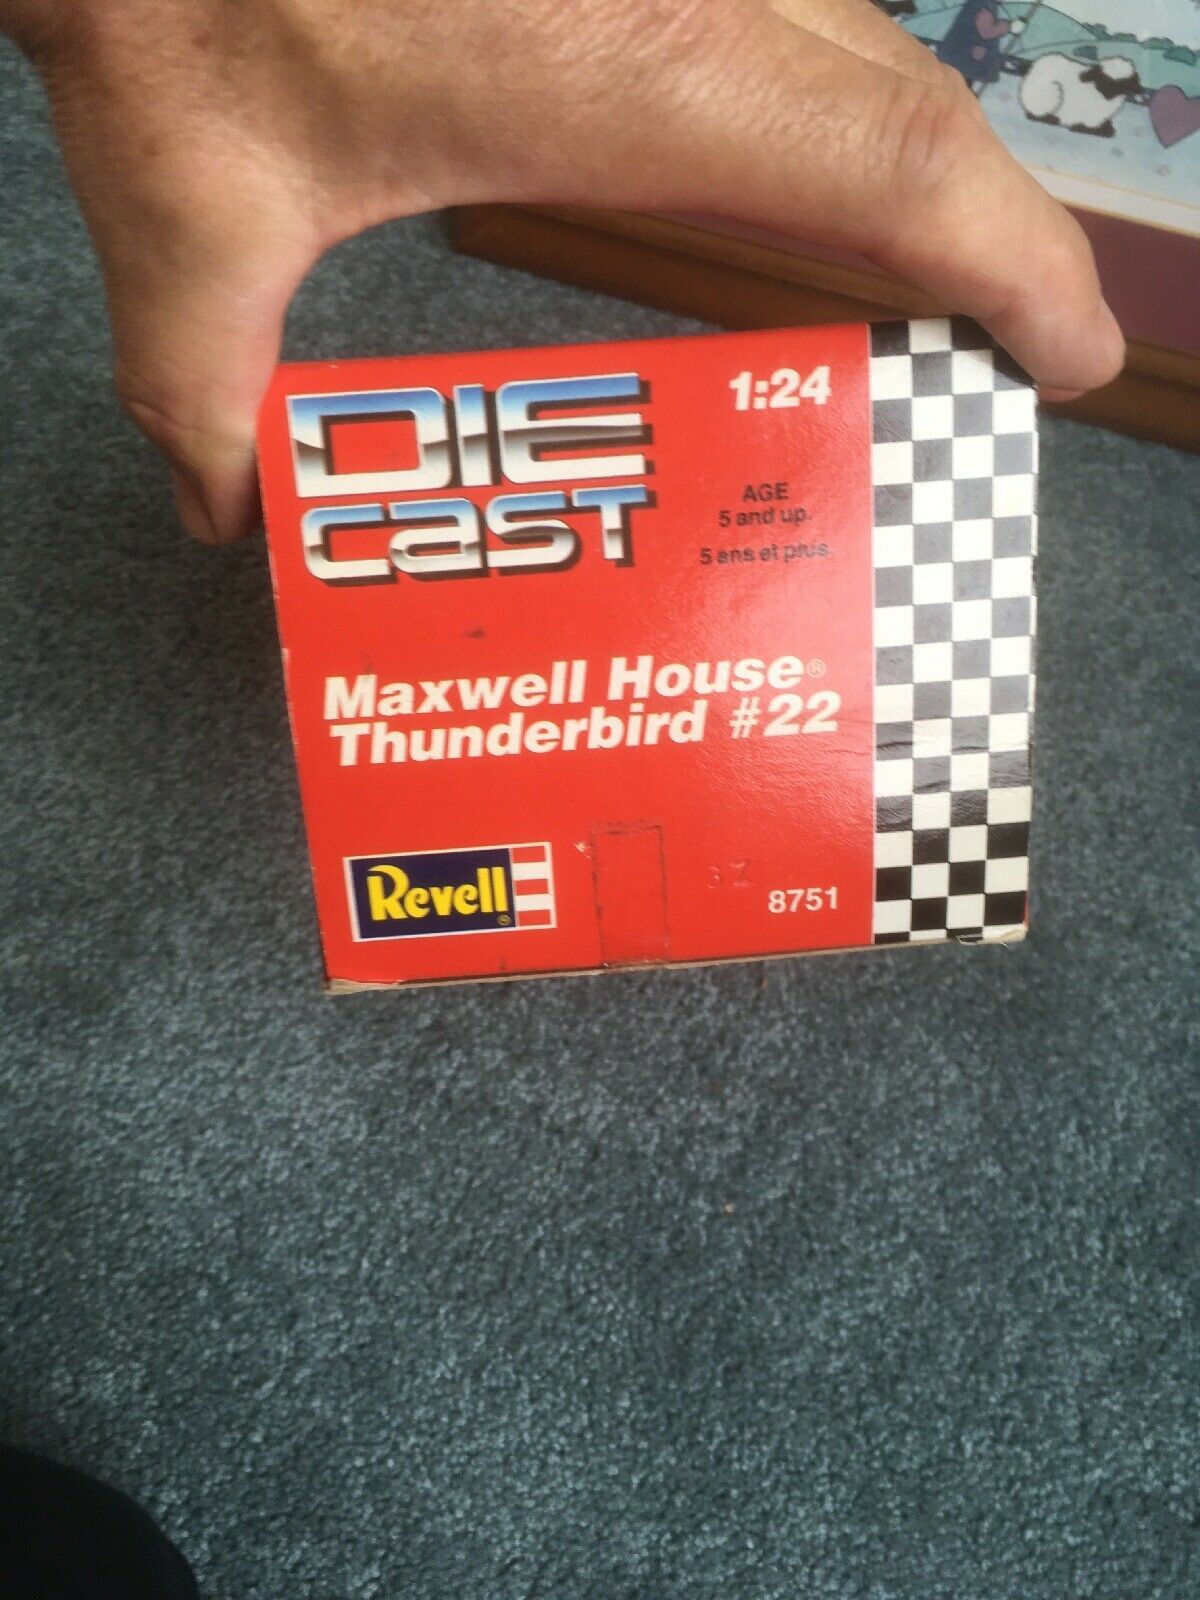 DIE
cast
1:24
AGE
5 and up.
5 ans et plus.
Maxwell House®
Thunderbird #22
Revell®
8751